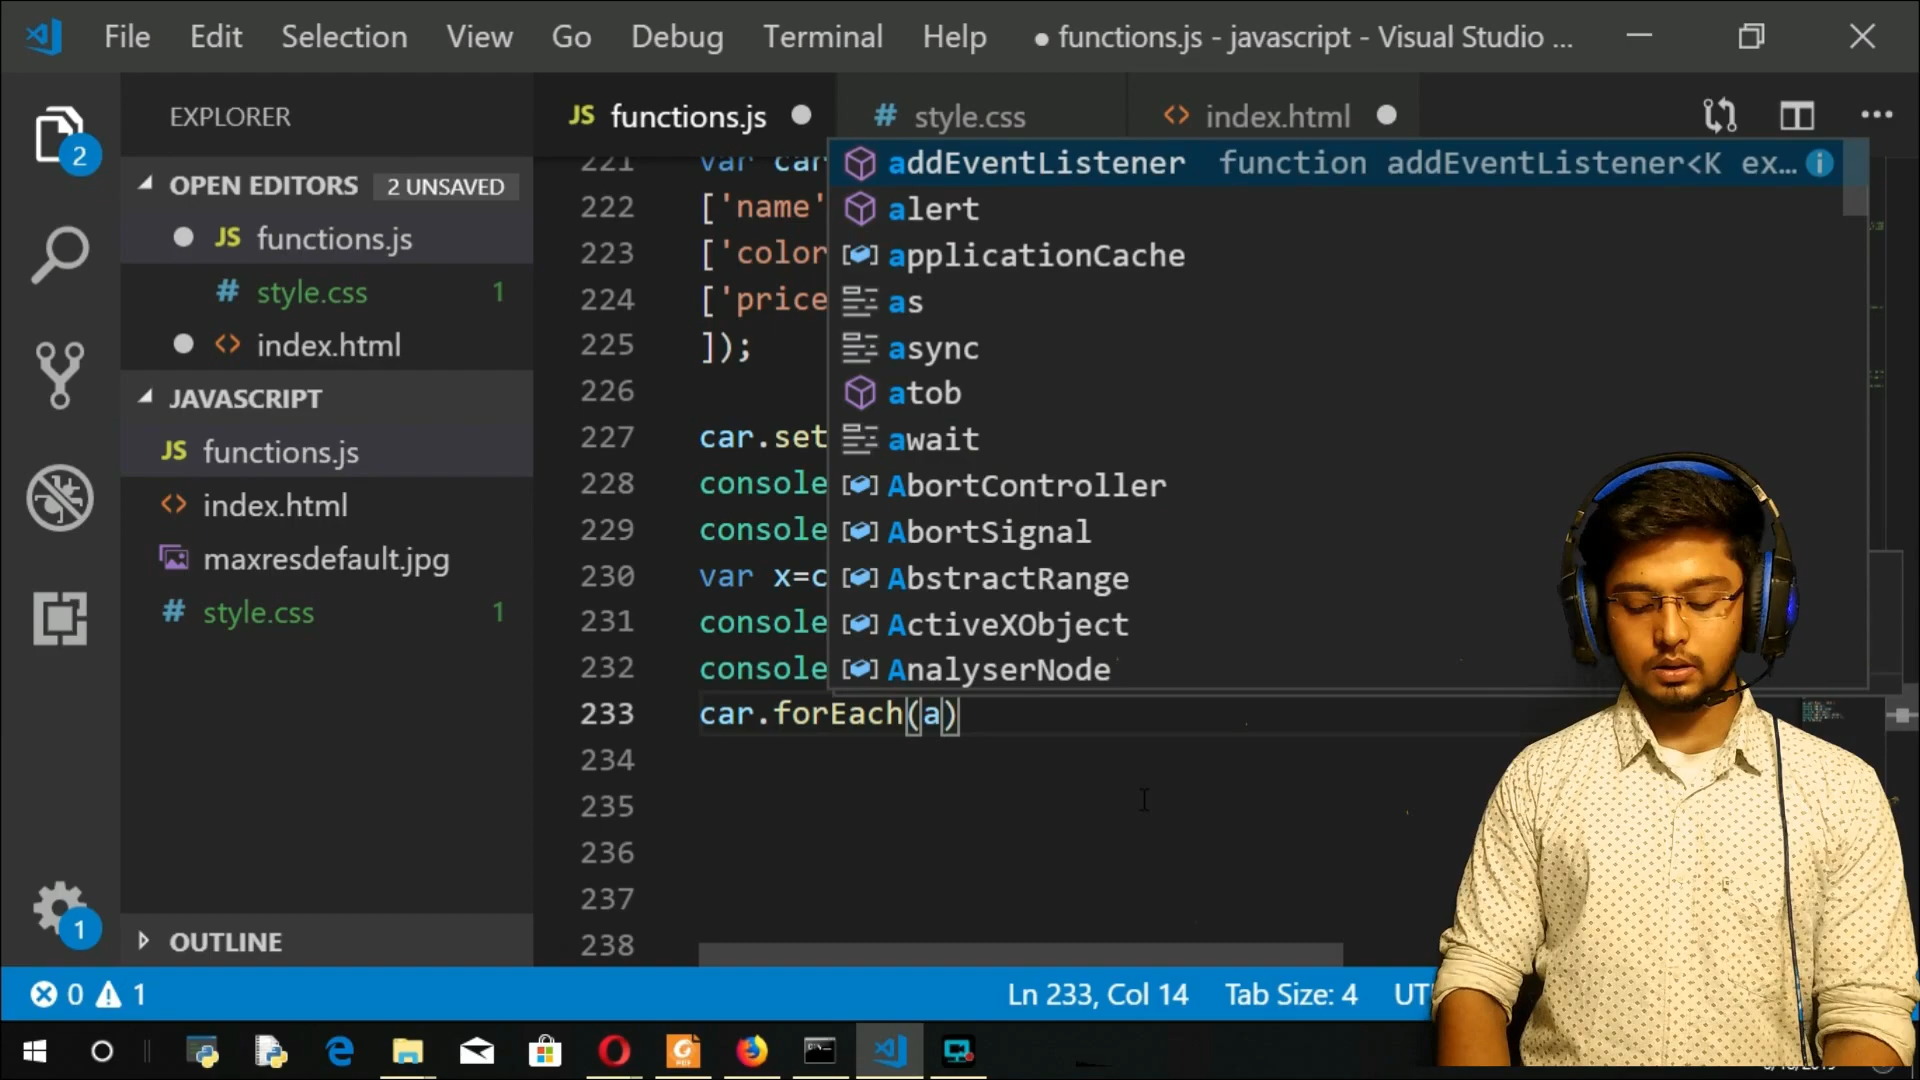 File Edit Selection View Go Debug Terminal Help ● functions.js - javascript - Visual Studio ...
EXPLORER
JS functions.js
# style.css
<> index.html
2
OPEN EDITORS 2 UNSAVED
JS functions.js
# style.css 1
<> index.html
JAVASCRIPT
JS functions.js
<> index.html
maxresdefault.jpg
# style.css 1
OUTLINE
1
221 var car
222 ['name'
223 ['color
224 ['price
225 ]);
226
227 car.set
228 console
229 console
230 var x=c
231 console
232 console
233 car.forEach(a)
234
235
236
237
238
addEventListener function addEventListener<K ex...
alert
applicationCache
as
async
atob
await
AbortController
AbortSignal
AbstractRange
ActiveXObject
AnalyserNode
0 1
Ln 233, Col 14 Tab Size: 4 UT